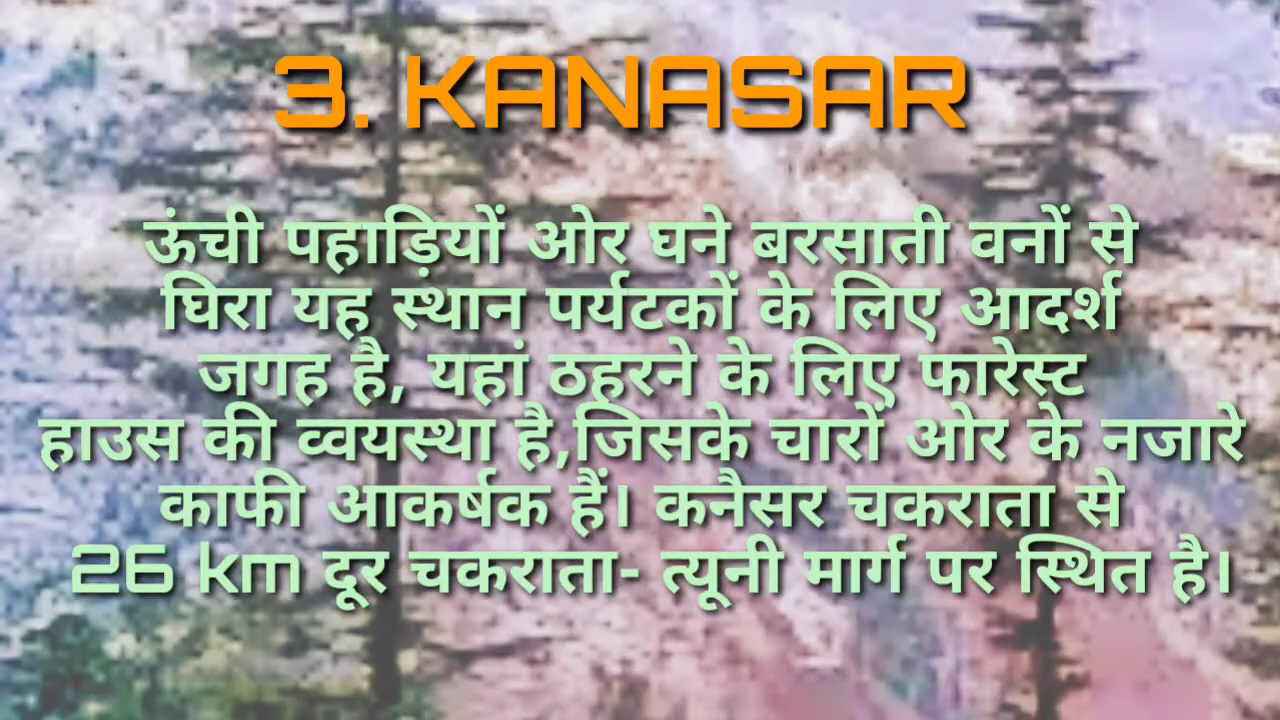 3. KANASAR
ऊंची पहाड़ियों ओर घने बरसाती वनों से
घिरा यह स्थान पर्यटकों के लिए आदर्श
जगह है, यहां ठहरने के लिए फारेस्ट
हाउस की व्वयस्था है,जिसके चारों ओर के नजारे
काफी आकर्षक हैं। कनैसर चकराता से
26 km दूर चकराता- त्यूनी मार्ग पर स्थित है।